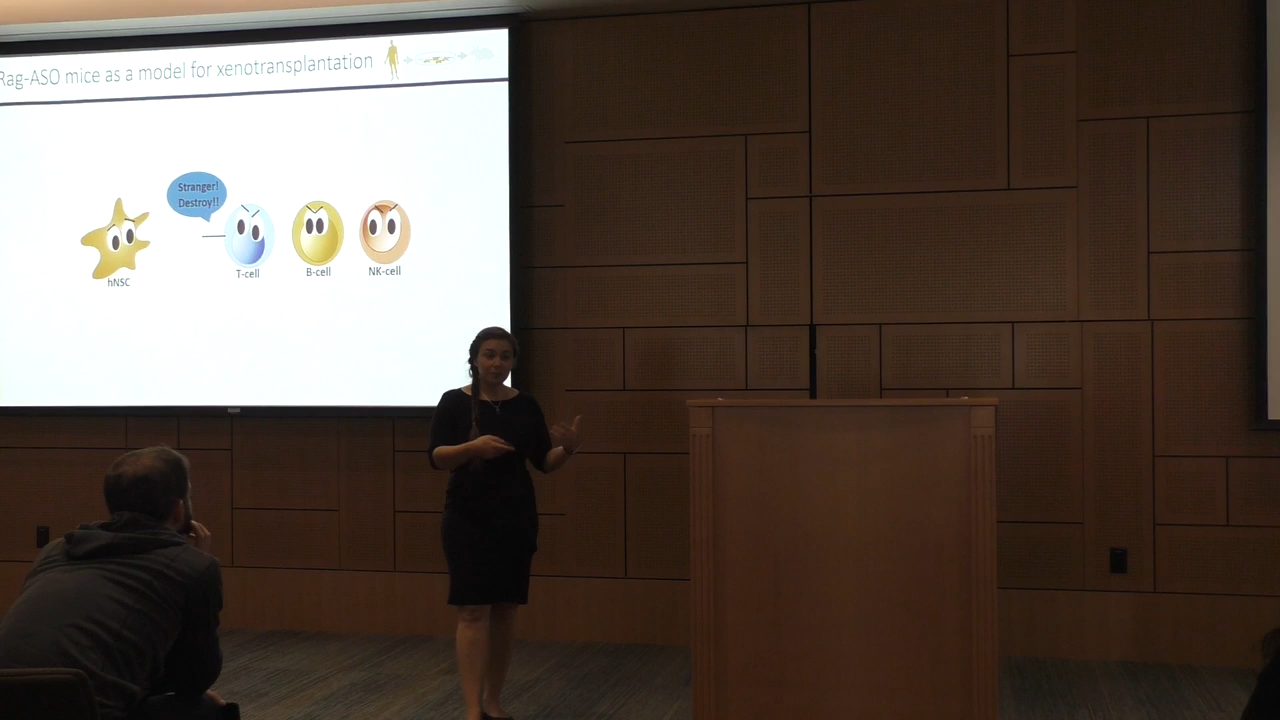 Rag-ASO mice as a model for xenotransplantation
Stranger!
Destroy!!
hNSC
T-cell
B-cell
NK-cell